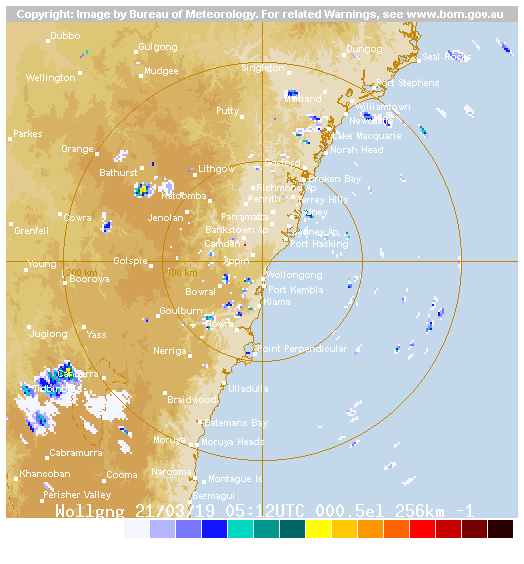 Copyright: Image by Bureau of Meteorology. For related Warnings, see www.bom.gov.au
Dubbo
Gulgong
Dungog
Seal Rocks
Wellington
Mudgee
Singleton
Port Stephens
Maitland
Putty
Williamtown
Newcastle
Parkes
Lake Macquarie
Orange
Norah Head
Lithgow
Gosford
Bathurst
Broken Bay
Richmond Ap
Katoomba
Penrith
Terrey Hills
Cowra
Jenolan
Parramatta
Sydney
Grenfell
Bankstown Ap
Sydney Ap
Camden
Port Hacking
Young
Golspie
Appin
200 km
100 km
Wollongong
Boorowa
Bowral
Port Kembla
Kiama
Goulburn
Nowra
Jugiong
Yass
Nerriga
Point Perpendicular
Canberra
Tidbinbilla
Ulladulla
Braidwood
Batemans Bay
Moruya
Moruya Heads
Cabramurra
Khancoban
Cooma
Narooma
Montague Is
Perisher Valley
Bermagui
Wollgng 21/03/19 05:12UTC 000.5el 256km -1